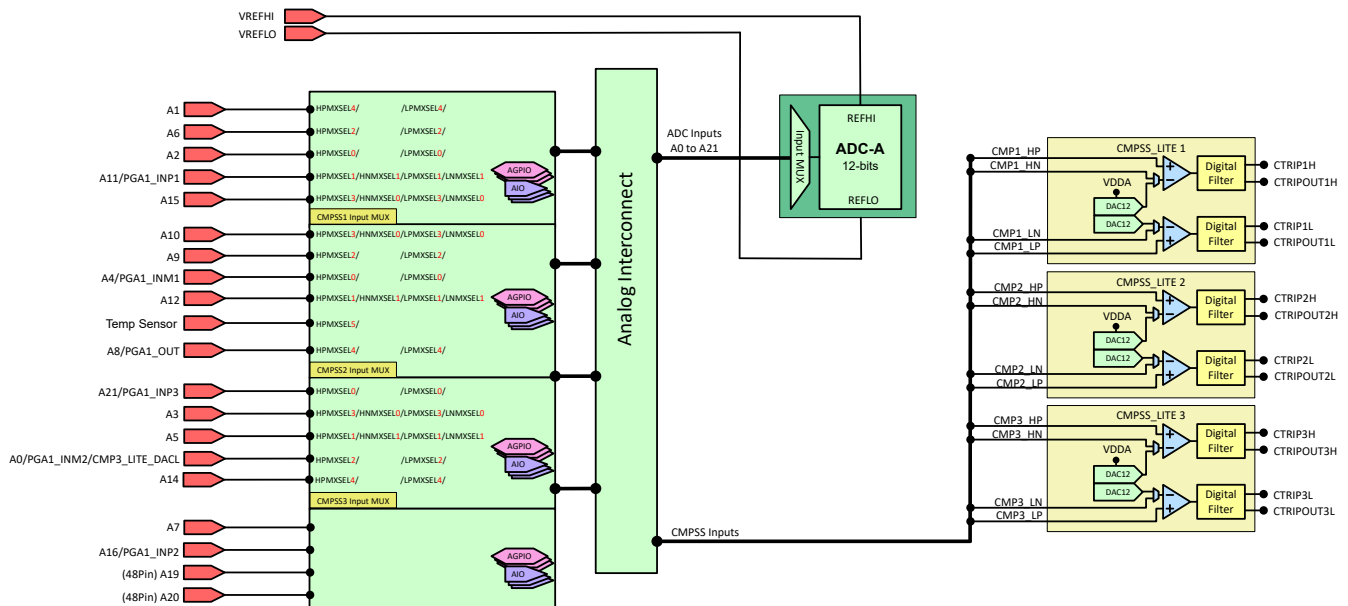 VREFHI
VREFLO
A1
HPMXSEL4/ /LPMXSEL4/
A6
HPMXSEL2/ /LPMXSEL2/
A2
HPMXSEL0/ /LPMXSEL0/
A11/PGA1_INP1
HPMXSEL1/HNMXSEL1/LPMXSEL1/LNMXSEL1
A15
HPMXSEL3/HNMXSEL0/LPMXSEL3/LNMXSEL0
AGPIO
AIO
CMPSS1 Input MUX
A10
HPMXSEL3/HNMXSEL0/LPMXSEL3/LNMXSEL0
A9
HPMXSEL2/ /LPMXSEL2/
A4/PGA1_INM1
HPMXSEL0/ /LPMXSEL0/
A12
HPMXSEL1/HNMXSEL1/LPMXSEL1/LNMXSEL1
Temp Sensor
HPMXSEL5/
A8/PGA1_OUT
HPMXSEL4/ /LPMXSEL4/
AGPIO
AIO
CMPSS2 Input MUX
A21/PGA1_INP3
HPMXSEL0/ /LPMXSEL0/
A3
HPMXSEL3/HNMXSEL0/LPMXSEL3/LNMXSEL0
A5
HPMXSEL1/HNMXSEL1/LPMXSEL1/LNMXSEL1
A0/PGA1_INM2/CMP3_LITE_DACL
HPMXSEL2/ /LPMXSEL2/
A14
HPMXSEL4/ /LPMXSEL4/
AGPIO
AIO
CMPSS3 Input MUX
A7
A16/PGA1_INP2
(48Pin) A19
(48Pin) A20
AGPIO
AIO
Analog Interconnect
ADC Inputs
A0 to A21
CMPSS Inputs
Input MUX
REFHI
ADC-A
12-bits
REFLO
CMPSS_LITE 1
CMP1_HP
CMP1_HN
VDDA
DAC12
DAC12
CMP1_LN
CMP1_LP
Digital
Filter
Digital
Filter
CTRIP1H
CTRIPOUT1H
CTRIP1L
CTRIPOUT1L
CMPSS_LITE 2
CMP2_HP
CMP2_HN
VDDA
DAC12
DAC12
CMP2_LN
CMP2_LP
Digital
Filter
Digital
Filter
CTRIP2H
CTRIPOUT2H
CTRIP2L
CTRIPOUT2L
CMPSS_LITE 3
CMP3_HP
CMP3_HN
VDDA
DAC12
DAC12
CMP3_LN
CMP3_LP
Digital
Filter
Digital
Filter
CTRIP3H
CTRIPOUT3H
CTRIP3L
CTRIPOUT3L